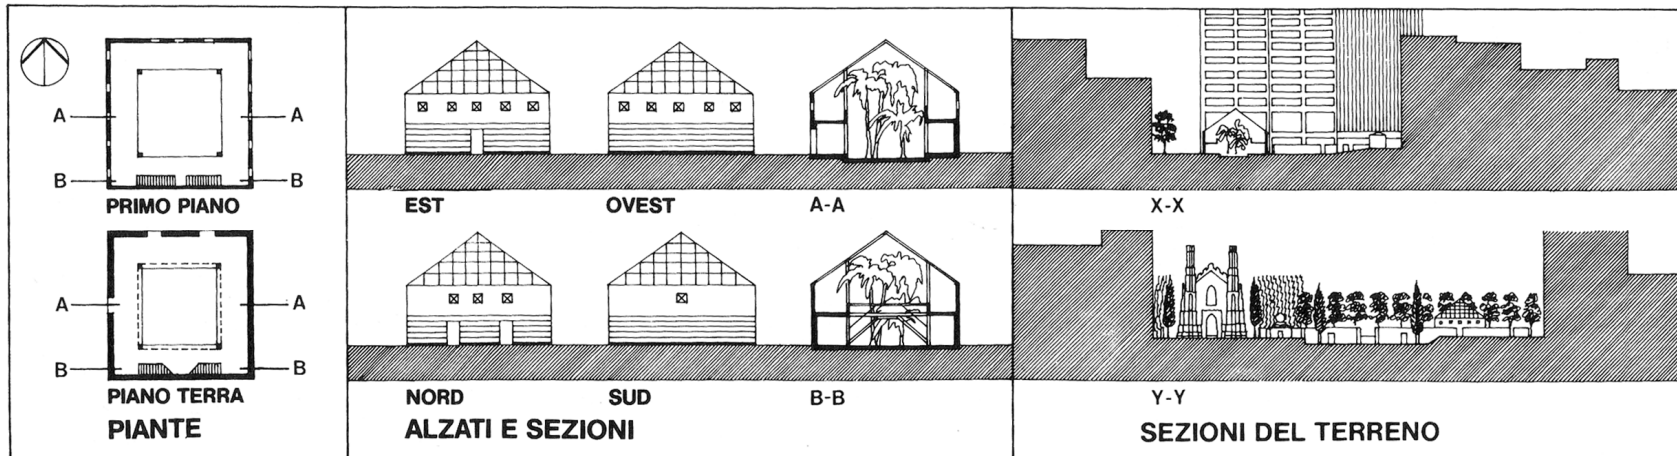 A A
B B
PRIMO PIANO
A A
B B
PIANO TERRA
PIANTE
EST OVEST A-A
NORD SUD B-B
ALZATI E SEZIONI
X-X
Y-Y
SEZIONI DEL TERRENO